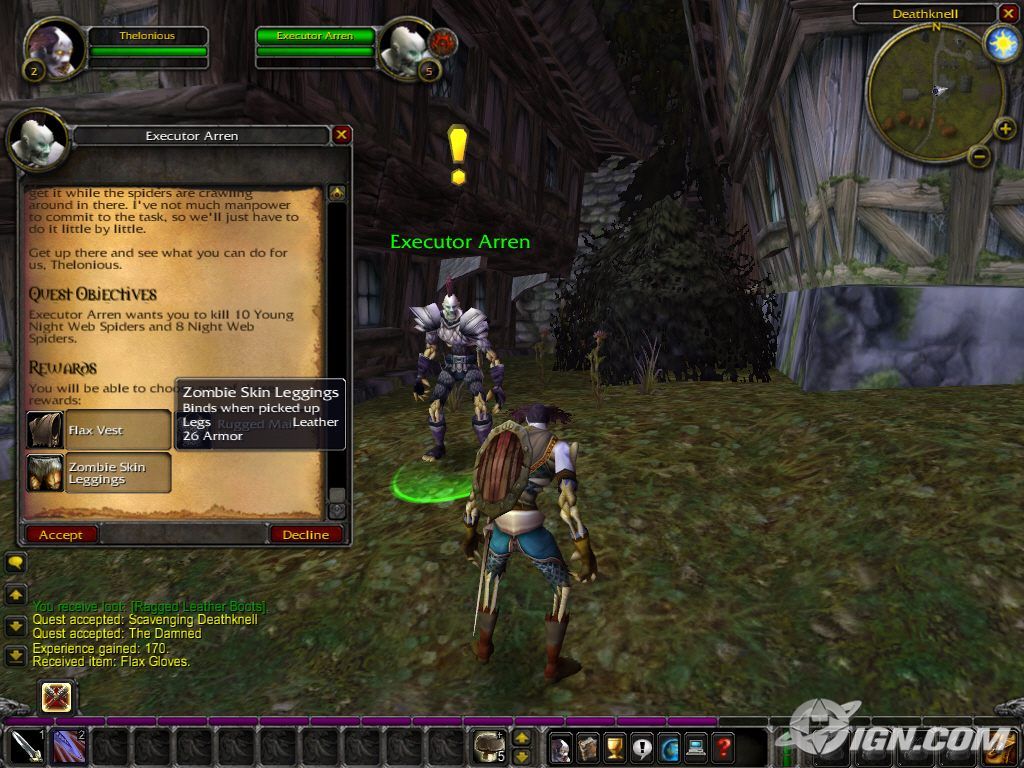 Thelonious
2
Executor Arren
5
Deathknell
N
Executor Arren
get it while the spiders are crawling
around in there. I've not much manpower
to commit to the task, so we'll just have to
do it little by little.
Get up there and see what you can do for
us, Thelonious.
Quest Objectives
Executor Arren wants you to kill 10 Young
Night Web Spiders and 8 Night Web
Spiders.
Rewards
You will be able to choo
rewards:
Flax Vest
Zombie Skin
Leggings
Zombie Skin Leggings
Binds when picked up
Legs Leather
26 Armor
Rugged Mai
Accept
Decline
Executor Arren
You receive loot: [Ragged Leather Boots].
Quest accepted: Scavenging Deathknell
Quest accepted: The Damned
Experience gained: 170.
Received item: Flax Gloves.
1
2
5
IGN.COM